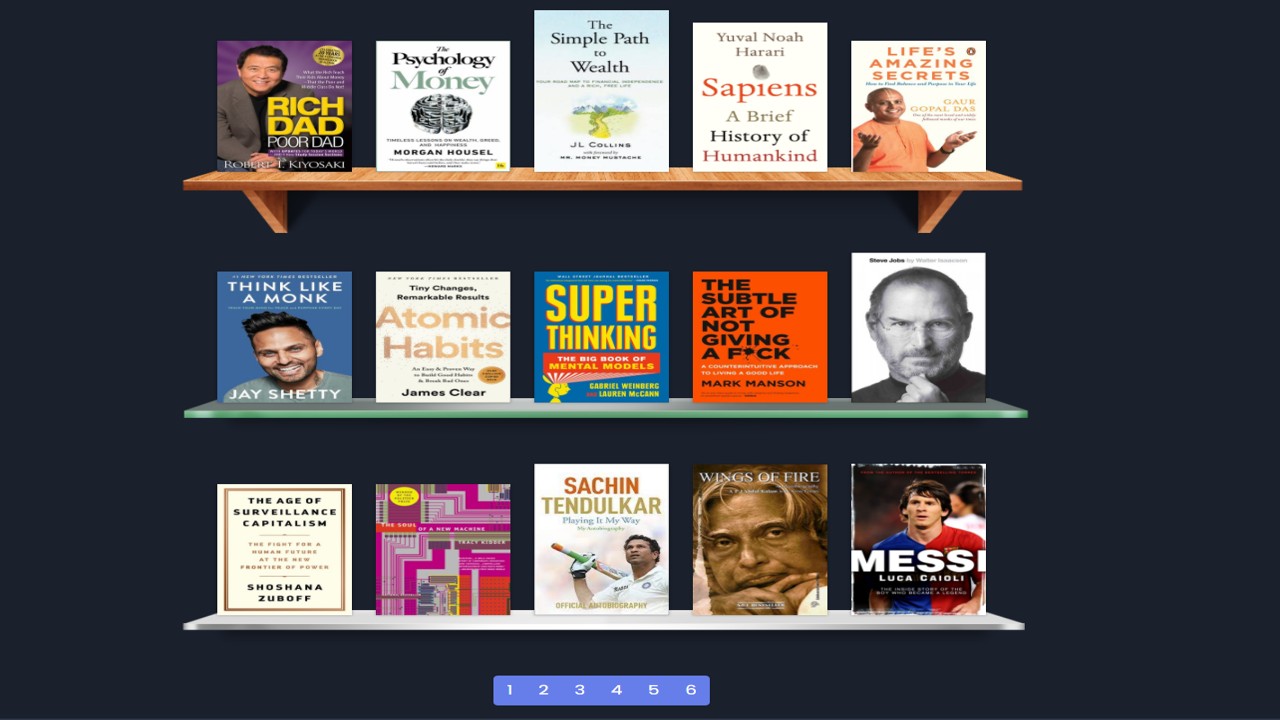 What the Rich Teach
Their Kids About Money
That the Poor and
Middle Class Do Not!
RICH
DAD
POOR DAD
ROBERT T. KIYOSAKI
The
Psychology
of
Money
TIMELESS LESSONS ON WEALTH, GREED,
AND HAPPINESS
MORGAN HOUSEL
The
Simple Path
to
Wealth
YOUR ROAD MAP TO FINANCIAL INDEPENDENCE
AND A RICH, FREE LIFE
JL COLLINS
with foreword by
MR. MONEY MUSTACHE
Yuval Noah
Harari
Sapiens
A Brief
History of
Humankind
LIFE'S
AMAZING
SECRETS
How to Find Balance and Purpose in Your Life
GAUR
GOPAL DAS
#1 NEW YORK TIMES BESTSELLER
THINK LIKE
A MONK
JAY SHETTY
NEW YORK TIMES BESTSELLER
Tiny Changes,
Remarkable Results
Atomic
Habits
An Easy & Proven Way
to Build Good Habits
& Break Bad Ones
James Clear
WALL STREET JOURNAL BESTSELLER
SUPER
THINKING
THE BIG BOOK OF
MENTAL MODELS
GABRIEL WEINBERG
AND LAUREN McCANN
THE
SUBTLE
ART OF
NOT
GIVING
A F*CK
A COUNTERINTUITIVE APPROACH
TO LIVING A GOOD LIFE
MARK MANSON
Steve Jobs by Walter Isaacson
THE AGE OF
SURVEILLANCE
CAPITALISM
THE FIGHT FOR A
HUMAN FUTURE
AT THE NEW
FRONTIER OF POWER
SHOSHANA
ZUBOFF
THE SOUL OF A NEW MACHINE
TRACY KIDDER
SACHIN
TENDULKAR
Playing It My Way
My Autobiography
OFFICIAL AUTOBIOGRAPHY
WINGS OF FIRE
MESSI
LUCA CAIOLI
THE INSIDE STORY OF THE
BOY WHO BECAME A LEGEND
1 2 3 4 5 6